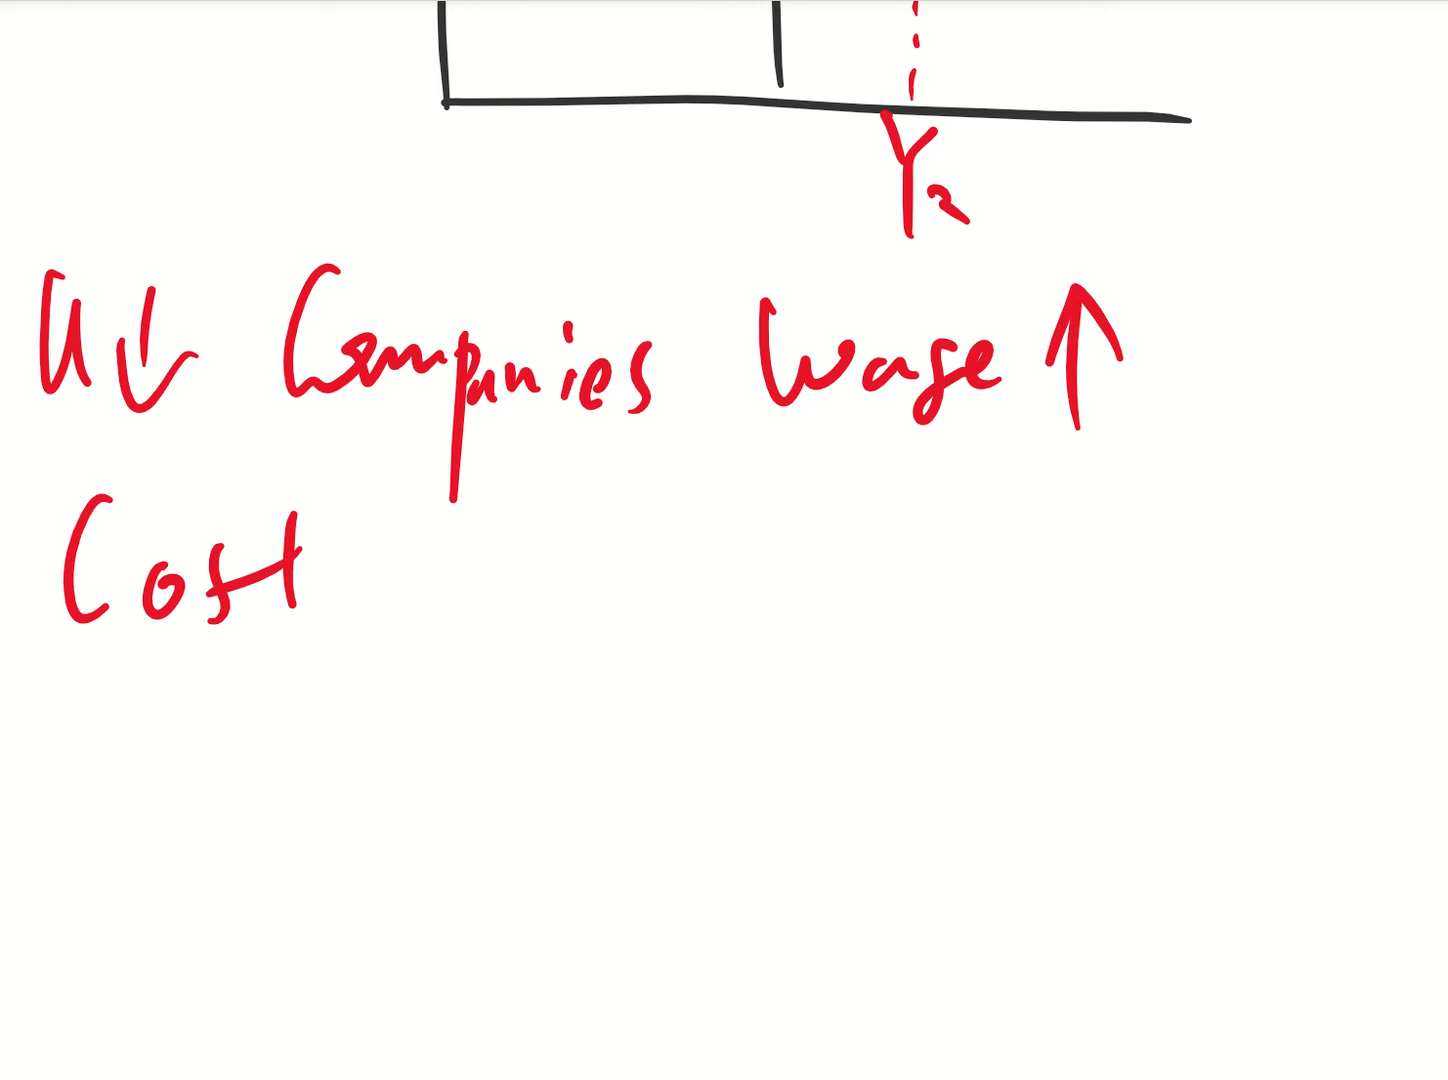 Y2
U↓ Companies Wage ↑
Cost